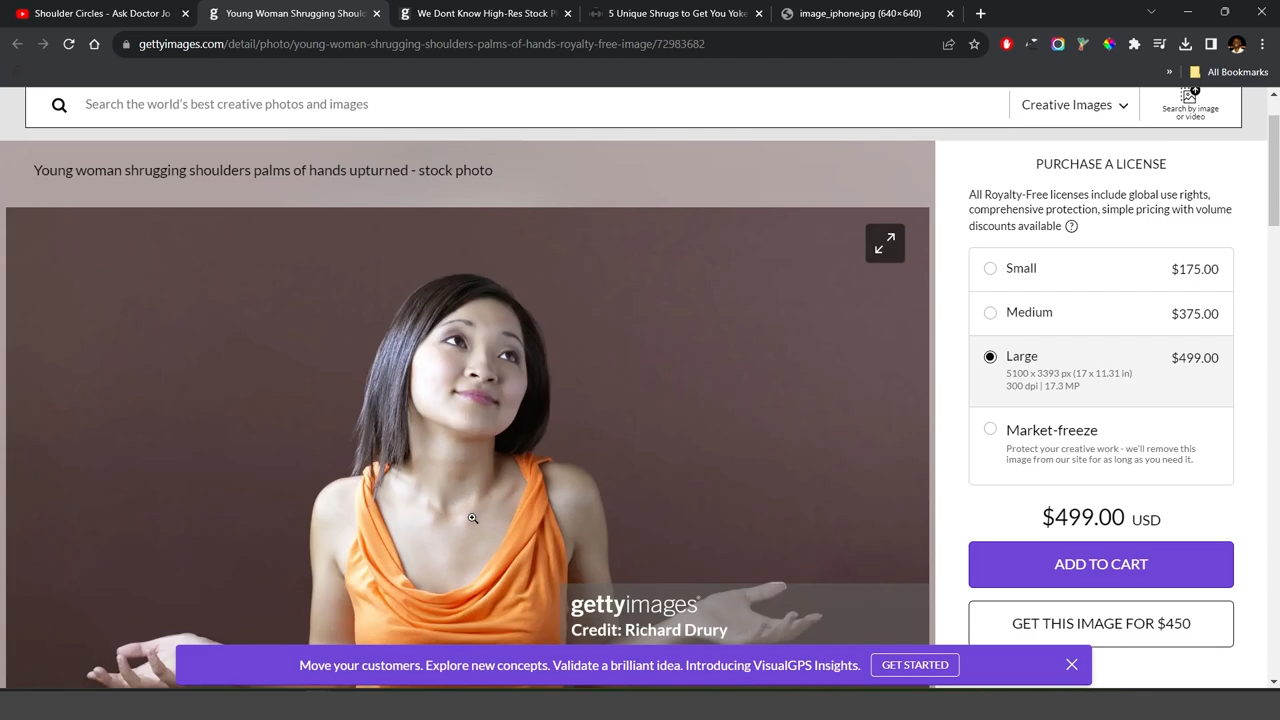 Shoulder Circles - Ask Doctor Jo
Young Woman Shrugging Should
We Dont Know High-Res Stock P
5 Unique Shrugs to Get You Yoke
image_iphone.jpg (640×640)
gettyimages.com/detail/photo/young-woman-shrugging-shoulders-palms-of-hands-royalty-free-image/72983682
» All Bookmarks
Search the world's best creative photos and images
Creative Images
Search by image
or video
Young woman shrugging shoulders palms of hands upturned - stock photo
gettyimages®
Credit: Richard Drury
PURCHASE A LICENSE
All Royalty-Free licenses include global use rights,
comprehensive protection, simple pricing with volume
discounts available ?
Small $175.00
Medium $375.00
Large $499.00
5100 x 3393 px (17 x 11.31 in)
300 dpi | 17.3 MP
Market-freeze
Protect your creative work - we'll remove this
image from our site for as long as you need it.
$499.00 USD
ADD TO CART
GET THIS IMAGE FOR $450
Move your customers. Explore new concepts. Validate a brilliant idea. Introducing VisualGPS Insights. GET STARTED